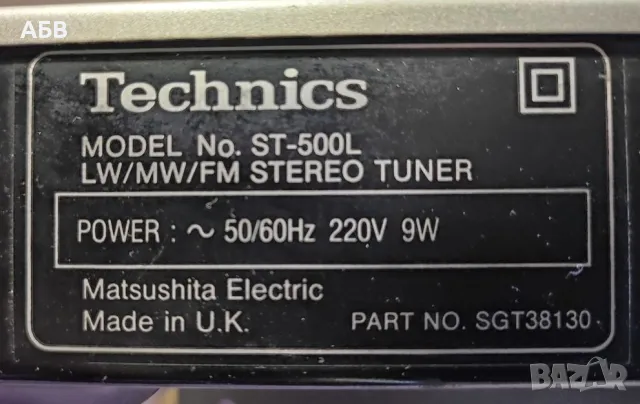 АБВ
Technics
MODEL No. ST-500L
LW/MW/FM STEREO TUNER
POWER : ~ 50/60Hz 220V 9W
Matsushita Electric
Made in U.K. PART NO. SGT38130
BAZAR